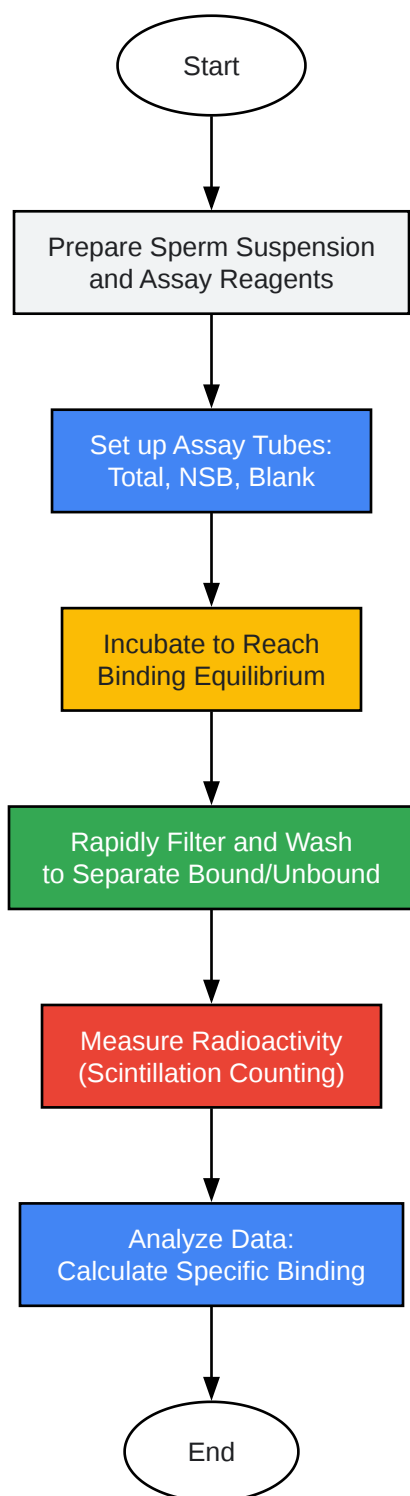 Start
Prepare Sperm Suspension
and Assay Reagents
Set up Assay Tubes:
Total, NSB, Blank
Incubate to Reach
Binding Equilibrium
Rapidly Filter and Wash
to Separate Bound/Unbound
Measure Radioactivity
(Scintillation Counting)
Analyze Data:
Calculate Specific Binding
End